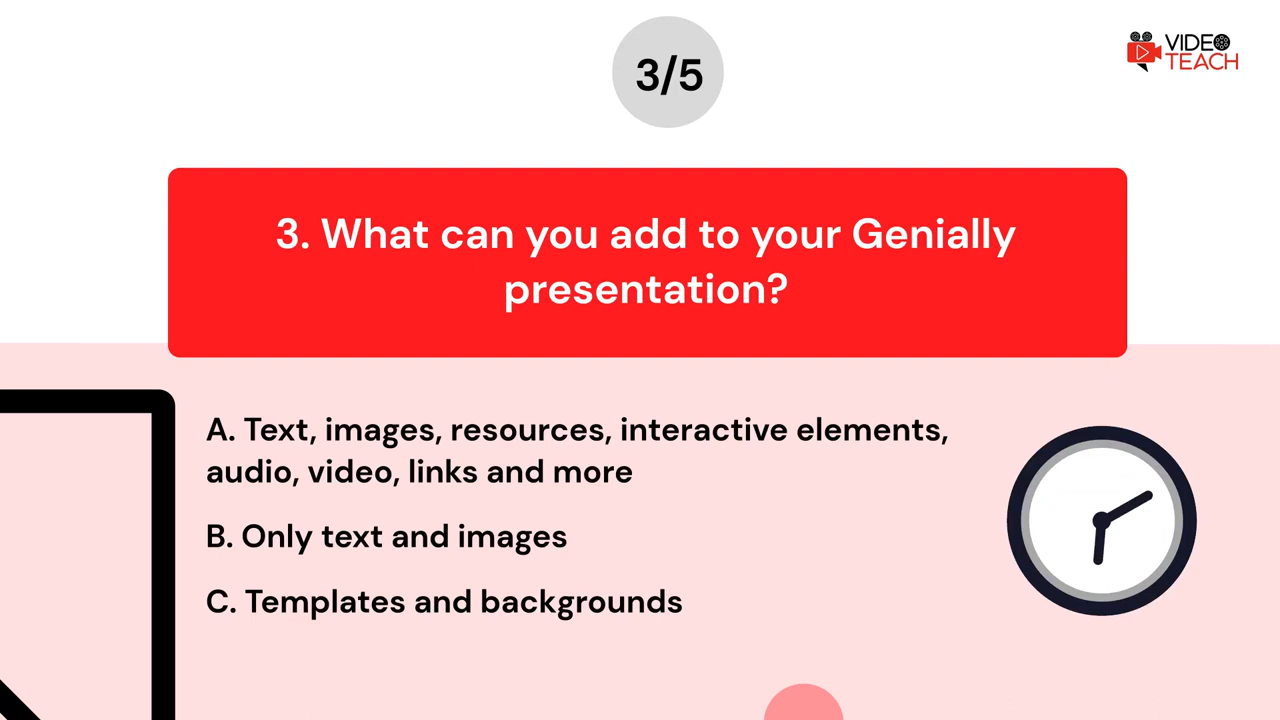 3/5
VIDEO
TEACH
3. What can you add to your Genially
presentation?
A. Text, images, resources, interactive elements,
audio, video, links and more
B. Only text and images
C. Templates and backgrounds